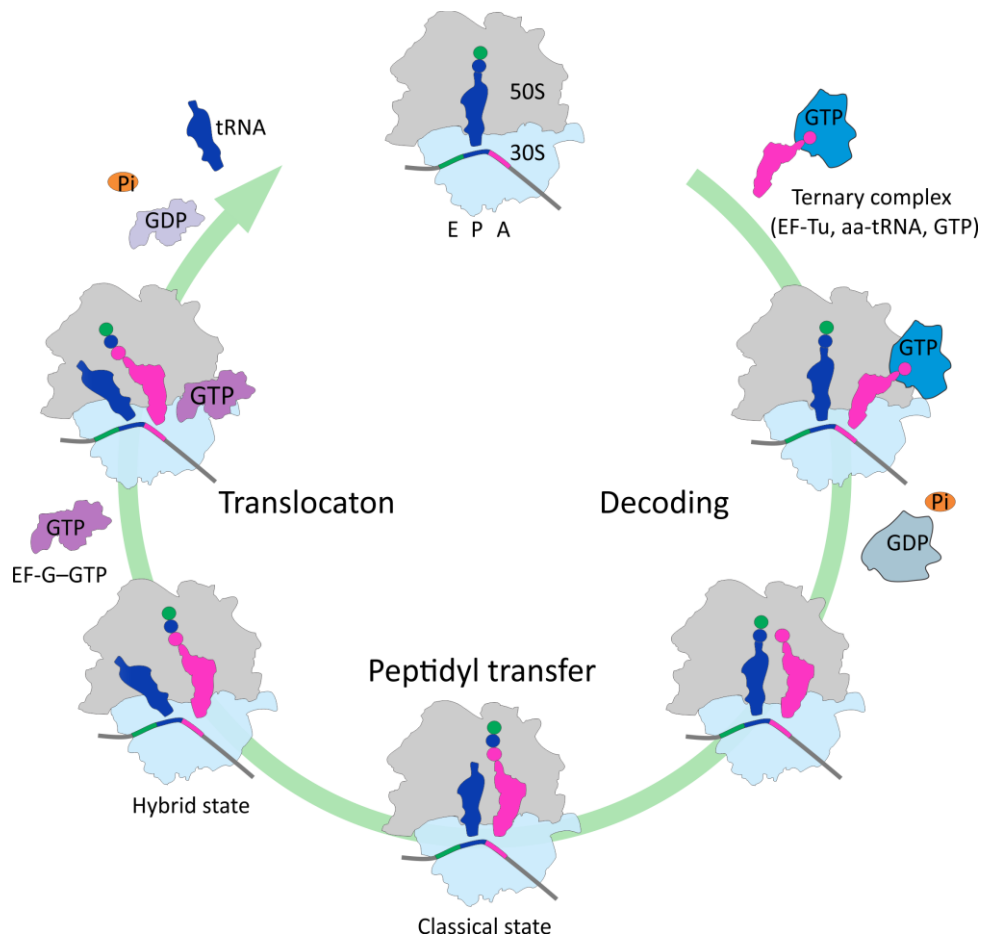 50S
30S
E P A
GTP
Ternary complex
(EF-Tu, aa-tRNA, GTP)
GTP
Decoding
Pi
GDP
Peptidyl transfer
Classical state
Hybrid state
GTP
EF-G–GTP
Translocaton
GTP
GDP
Pi
tRNA